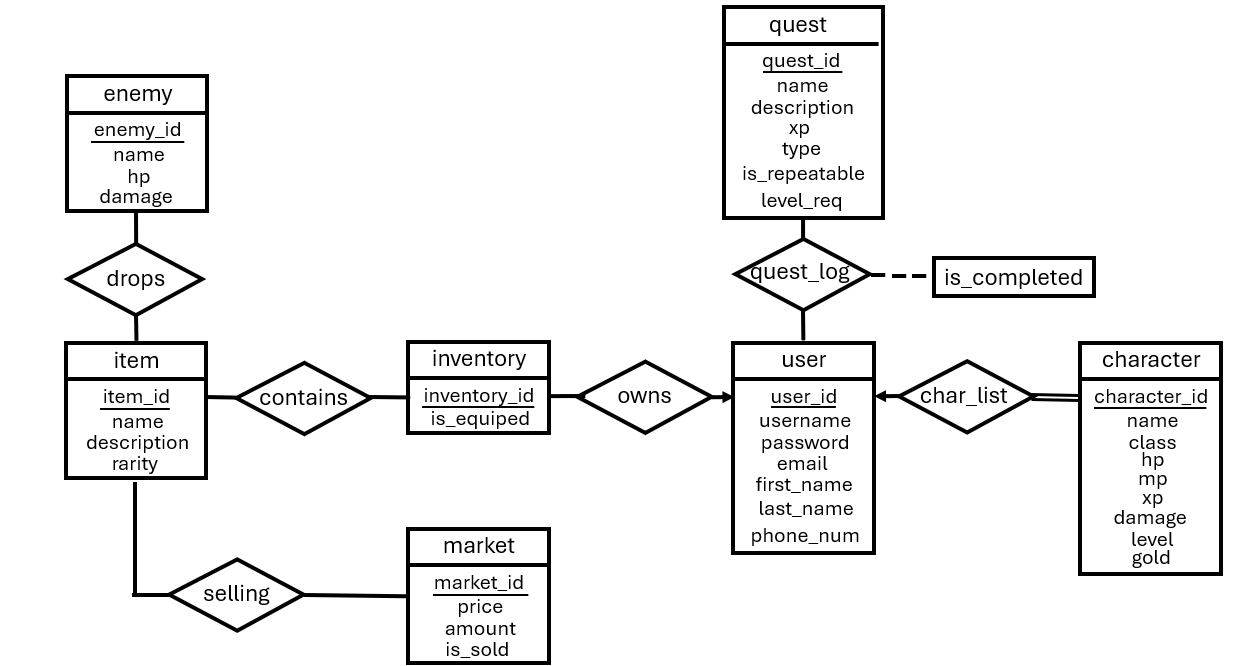 quest
quest_id
name
description
xp
type
is_repeatable
level_req
enemy
enemy_id
name
hp
damage
drops
quest_log
is_completed
item
item_id
name
description
rarity
contains
inventory
inventory_id
is_equiped
owns
user
user_id
username
password
email
first_name
last_name
phone_num
char_list
character
character_id
name
class
hp
mp
xp
damage
level
gold
selling
market
market_id
price
amount
is_sold